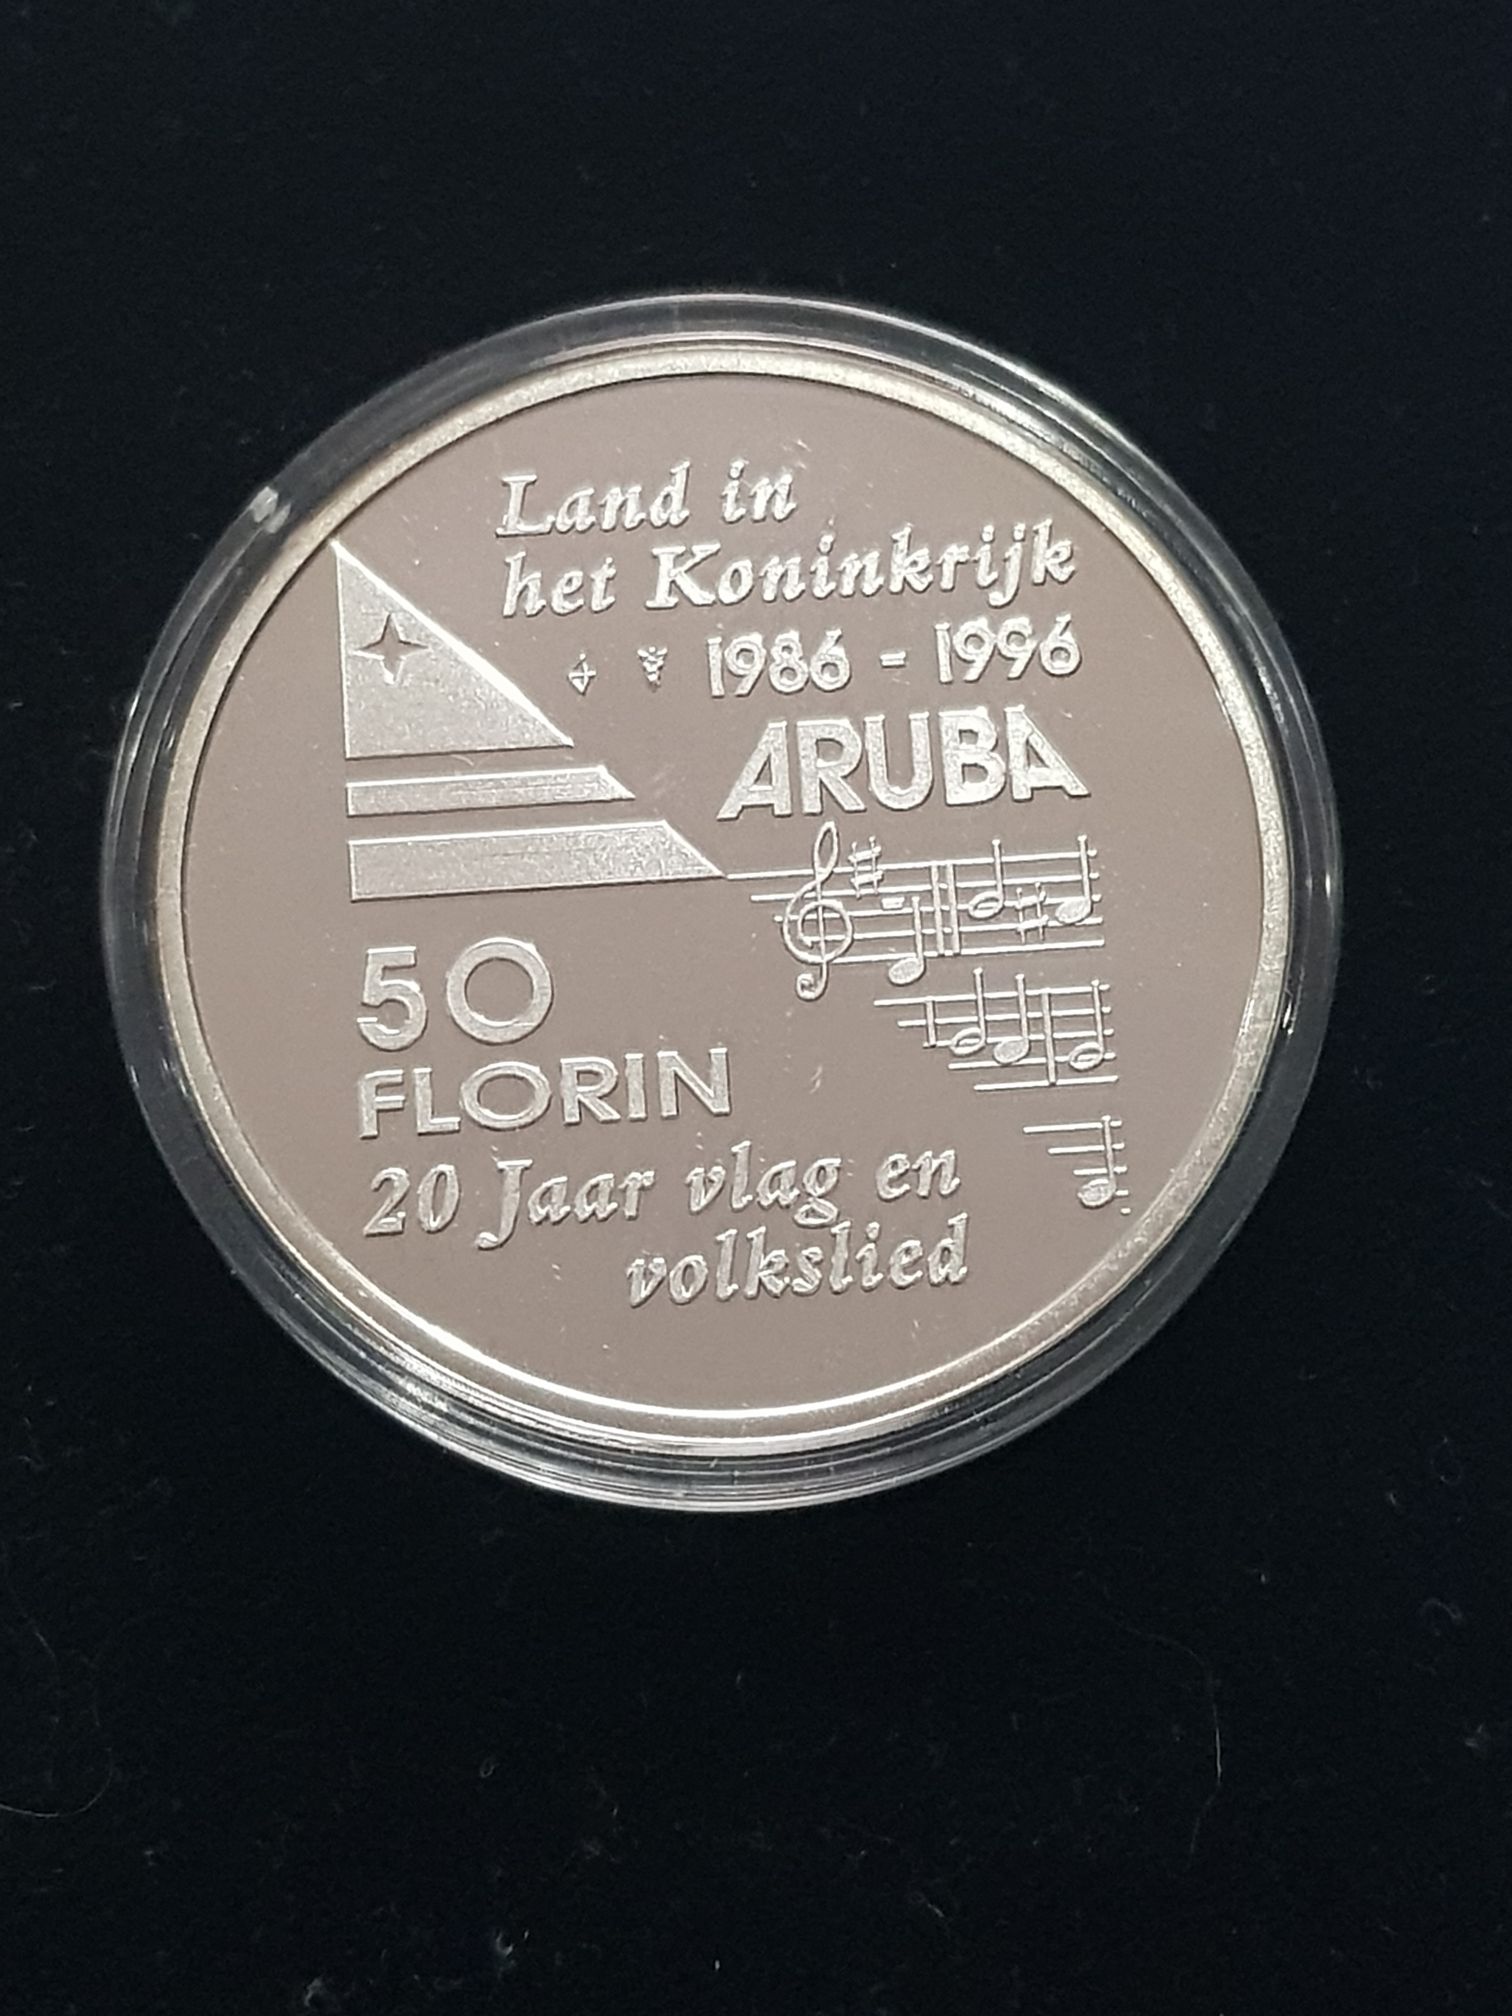 Land in
het Koninkrijk
1986 - 1996
ARUBA
50
FLORIN
20 Jaar vlag en
volkslied